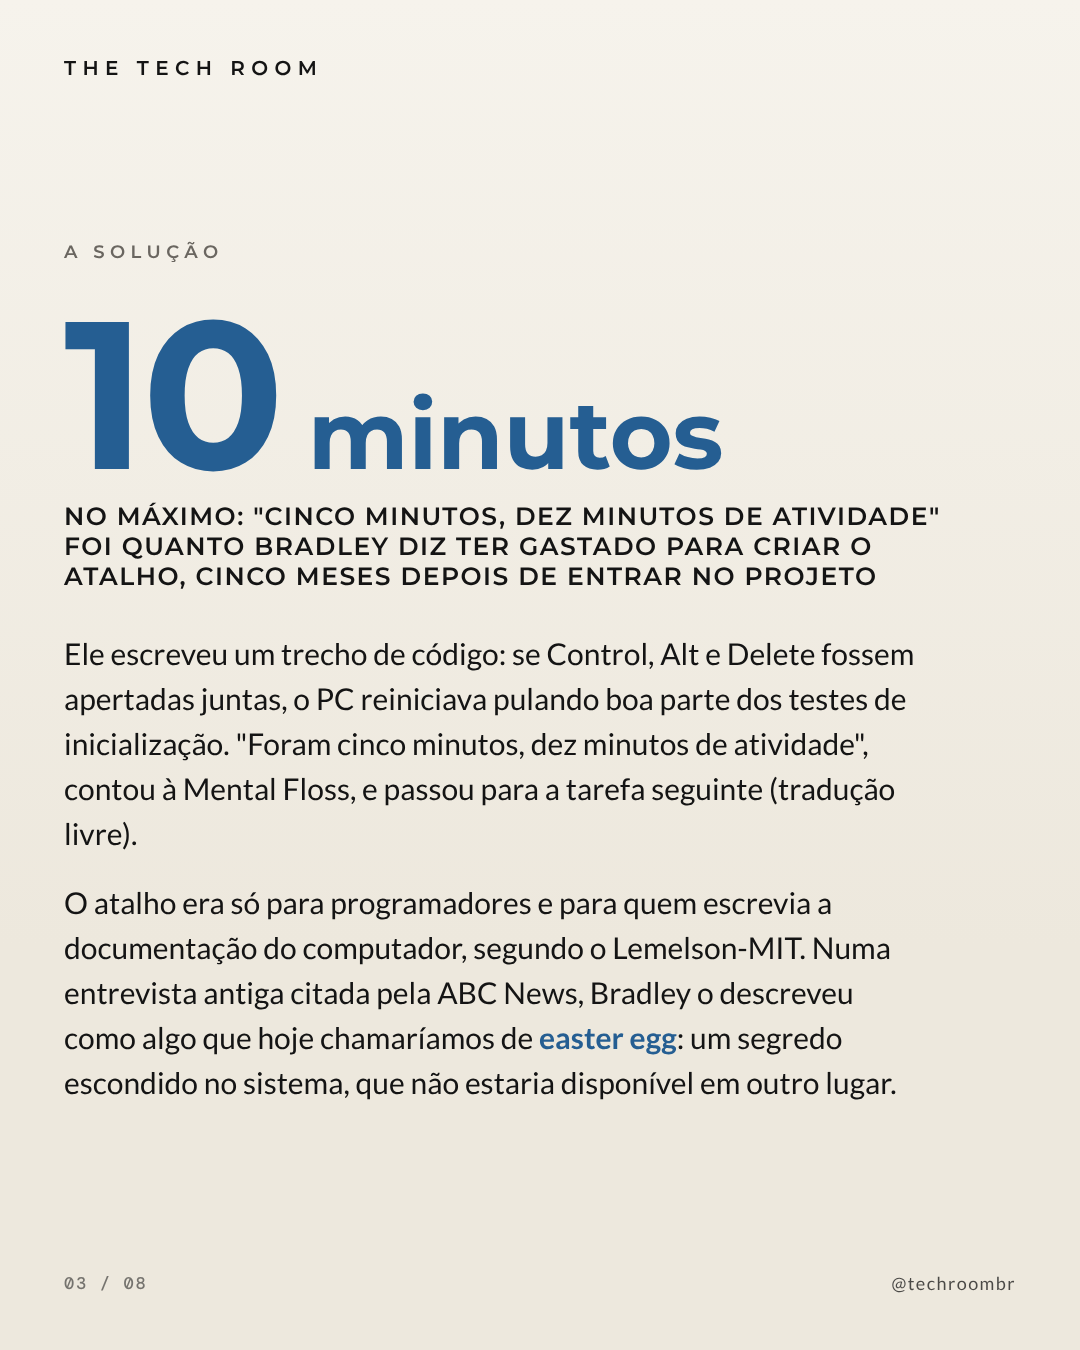 THE TECH ROOM
A SOLUÇÃO
10 minutos
NO MÁXIMO: "CINCO MINUTOS, DEZ MINUTOS DE ATIVIDADE"
FOI QUANTO BRADLEY DIZ TER GASTADO PARA CRIAR O
ATALHO, CINCO MESES DEPOIS DE ENTRAR NO PROJETO
Ele escreveu um trecho de código: se Control, Alt e Delete fossem
apertadas juntas, o PC reiniciava pulando boa parte dos testes de
inicialização. "Foram cinco minutos, dez minutos de atividade",
contou à Mental Floss, e passou para a tarefa seguinte (tradução
livre).
O atalho era só para programadores e para quem escrevia a
documentação do computador, segundo o Lemelson-MIT. Numa
entrevista antiga citada pela ABC News, Bradley o descreveu
como algo que hoje chamaríamos de easter egg: um segredo
escondido no sistema, que não estaria disponível em outro lugar.
03 / 08
@techroombr